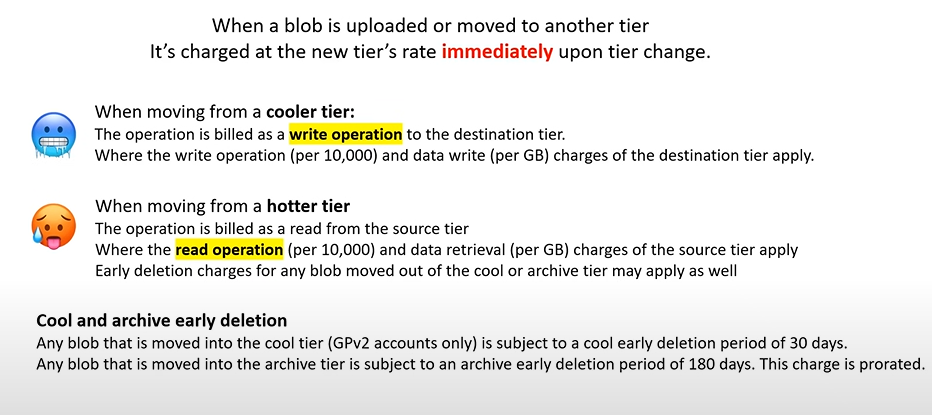 When a blob is uploaded or moved to another tier
It's charged at the new tier's rate immediately upon tier change.
When moving from a cooler tier:
The operation is billed as a write operation to the destination tier.
Where the write operation (per 10,000) and data write (per GB) charges of the destination tier apply.
When moving from a hotter tier
The operation is billed as a read from the source tier
Where the read operation (per 10,000) and data retrieval (per GB) charges of the source tier apply
Early deletion charges for any blob moved out of the cool or archive tier may apply as well
Cool and archive early deletion
Any blob that is moved into the cool tier (GPv2 accounts only) is subject to a cool early deletion period of 30 days.
Any blob that is moved into the archive tier is subject to an archive early deletion period of 180 days. This charge is prorated.